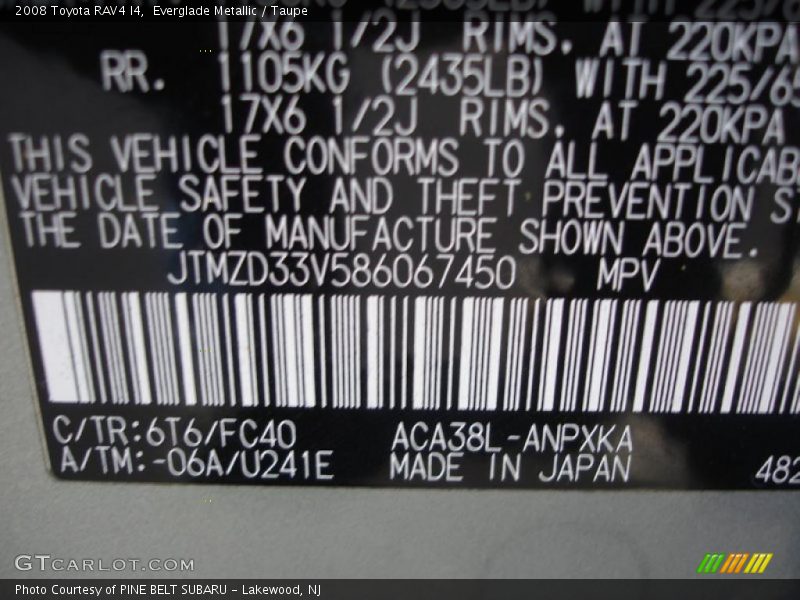 2008 Toyota RAV4 I4,  Everglade Metallic / Taupe
17X6 1/2J RIMS. AT 220KPA
RR. 1105KG (2435LB) WITH 225/65
17X6 1/2J RIMS. AT 220KPA
THIS VEHICLE CONFORMS TO ALL APPLICAB
VEHICLE SAFETY AND THEFT PREVENTION S
THE DATE OF MANUFACTURE SHOWN ABOVE.
JTMZD33V586067450 MPV
C/TR:6T6/FC40 ACA38L-ANPXKA
A/TM:-06A/U241E MADE IN JAPAN 482
GTCarlot.com
Photo Courtesy of PINE BELT SUBARU - Lakewood, NJ